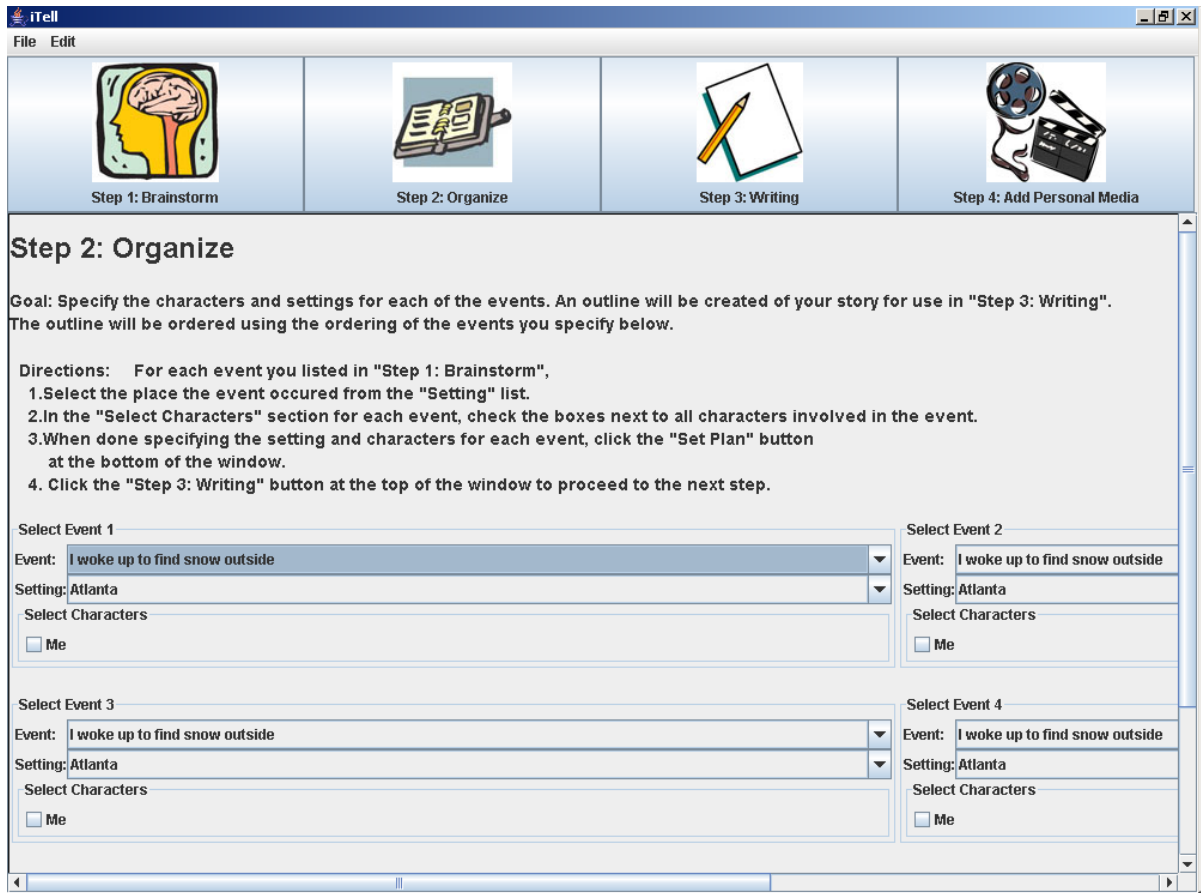 iTell
File Edit
Step 1: Brainstorm
Step 2: Organize
Step 3: Writing
Step 4: Add Personal Media
Step 2: Organize
Goal: Specify the characters and settings for each of the events. An outline will be created of your story for use in "Step 3: Writing".
The outline will be ordered using the ordering of the events you specify below.
Directions: For each event you listed in "Step 1: Brainstorm",
1.Select the place the event occured from the "Setting" list.
2.In the "Select Characters" section for each event, check the boxes next to all characters involved in the event.
3.When done specifying the setting and characters for each event, click the "Set Plan" button
at the bottom of the window.
4. Click the "Step 3: Writing" button at the top of the window to proceed to the next step.
Select Event 1
Event: I woke up to find snow outside
Setting: Atlanta
Select Characters
Me
Select Event 2
Event: I woke up to find snow outside
Setting: Atlanta
Select Characters
Me
Select Event 3
Event: I woke up to find snow outside
Setting: Atlanta
Select Characters
Me
Select Event 4
Event: I woke up to find snow outside
Setting: Atlanta
Select Characters
Me